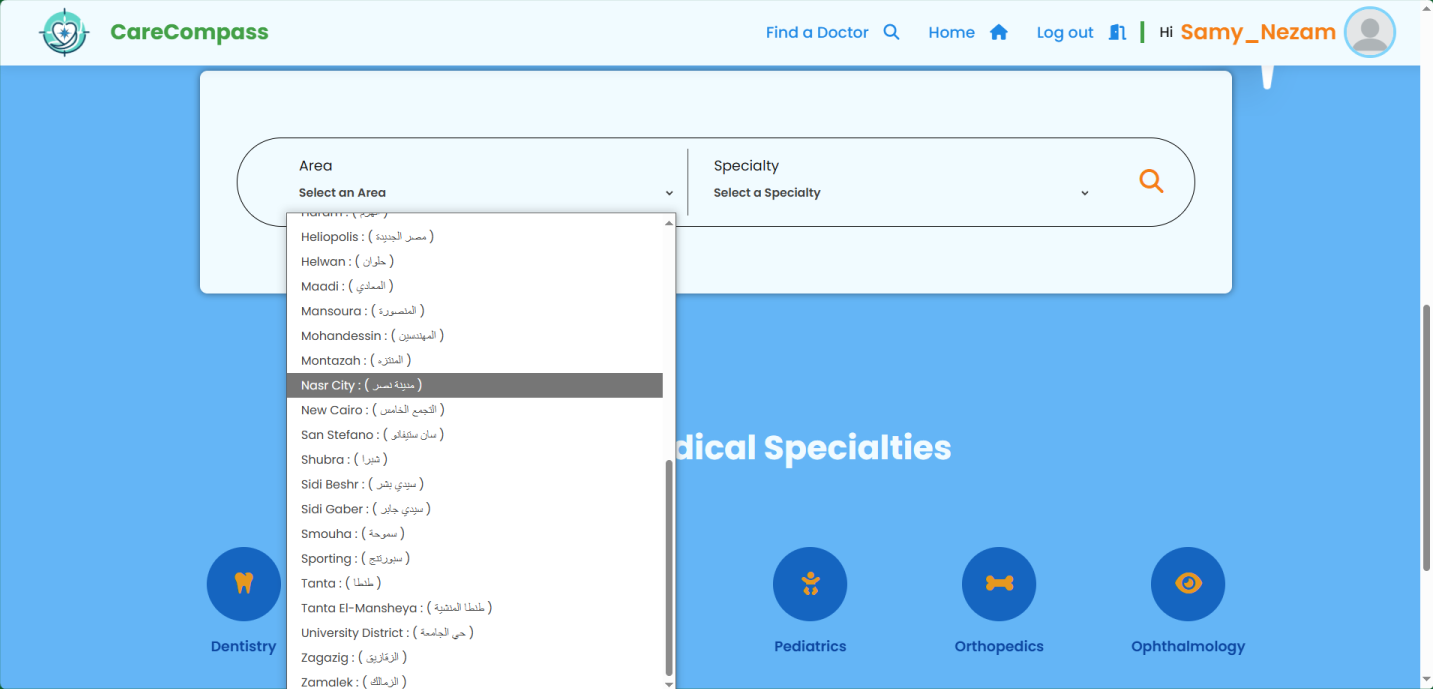 CareCompass
Find a Doctor Home Log out Hi Samy_Nezam
Area
Select an Area
Specialty
Select a Specialty
Heliopolis : ( مصر الجديدة )
Helwan : ( حلوان )
Maadi : ( المعادي )
Mansoura : ( المنصورة )
Mohandessin : ( المهندسين )
Montazah : ( المنتزه )
Nasr City : ( مدينة نصر )
New Cairo : ( التجمع الخامس )
San Stefano : ( سان ستيفانو )
Shubra : ( شبرا )
Sidi Beshr : ( سيدي بشر )
Sidi Gaber : ( سيدي جابر )
Smouha : ( سموحة )
Sporting : ( سبورتنج )
Tanta : ( طنطا )
Tanta El-Mansheya : ( طنطا المنشية )
University District : ( حي الجامعة )
Zagazig : ( الزقازيق )
Zamalek : ( الزمالك )
dical Specialties
Dentistry
Pediatrics
Orthopedics
Ophthalmology